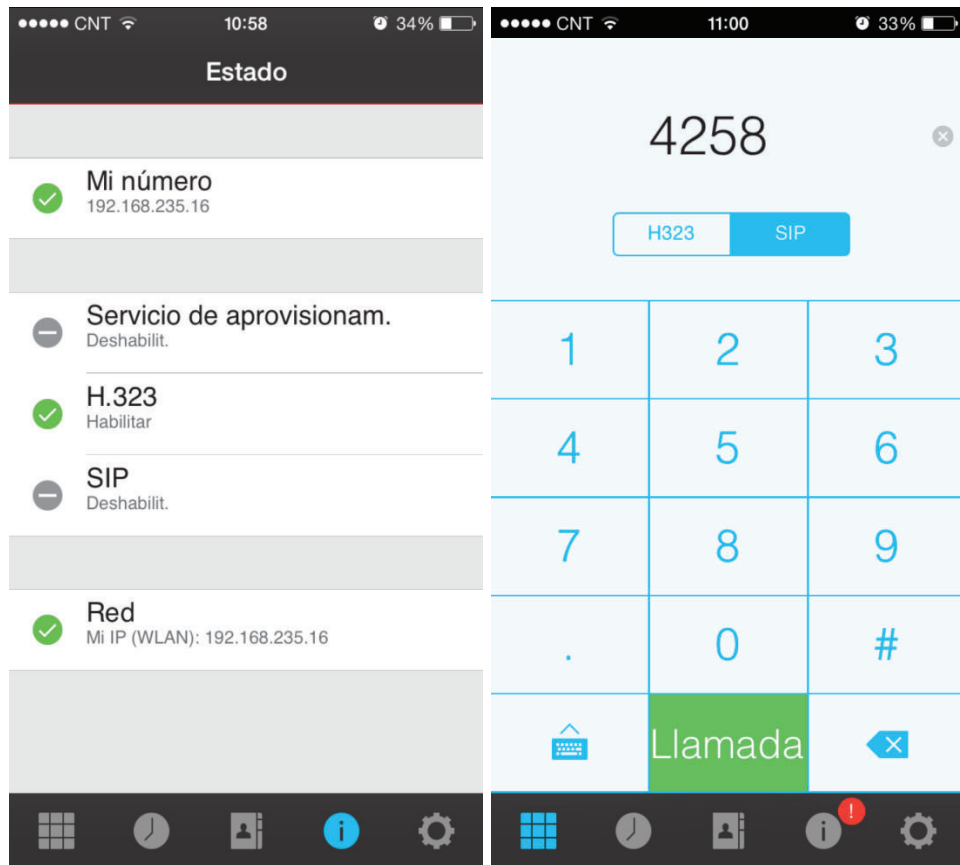 CNT 10:58 34%
Estado
Mi número
192.168.235.16
Servicio de aprovisionam.
Deshabilit.
H.323
Habilitar
SIP
Deshabilit.
Red
Mi IP (WLAN): 192.168.235.16
i
CNT 11:00 33%
4258
H323 SIP
1 2 3
4 5 6
7 8 9
. 0 #
Llamada
i !